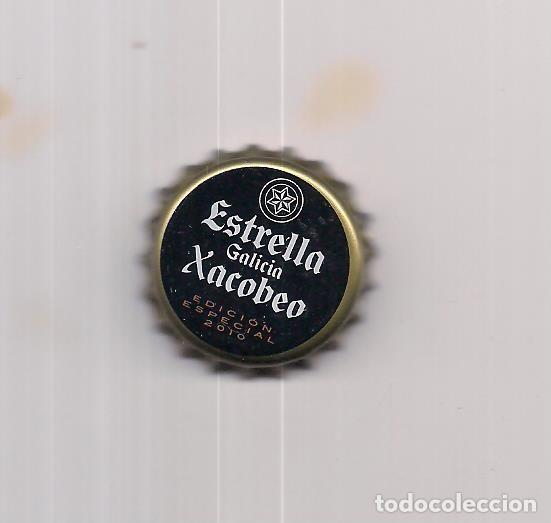 Estrella
Galicia
Xacobeo
EDICIÓN
ESPECIAL
2010
todocoleccion